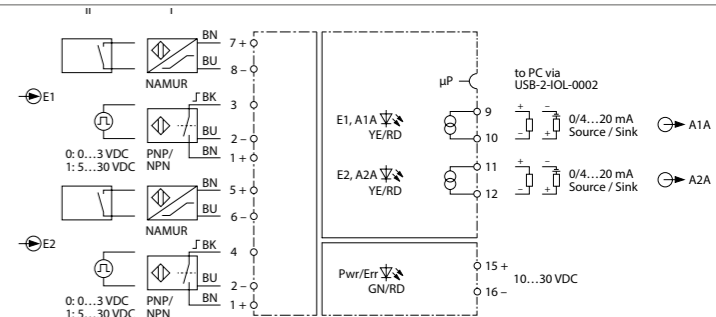 II I
BN 7 +
BU 8 –
NAMUR
E1
BK 3
BU 2 –
BN 1 +
0: 0…3 VDC PNP/
1: 5…30 VDC NPN
BN 5 +
BU 6 –
NAMUR
E2
BK 4
BU 2 –
BN 1 +
0: 0…3 VDC PNP/
1: 5…30 VDC NPN
µP
to PC via
USB-2-IOL-0002
E1, A1A
YE/RD
9
10
+ –
– +
0/4…20 mA
Source / Sink
A1A
E2, A2A
YE/RD
11
12
+ –
– +
0/4…20 mA
Source / Sink
A2A
Pwr/Err
GN/RD
15 +
16 –
10…30 VDC